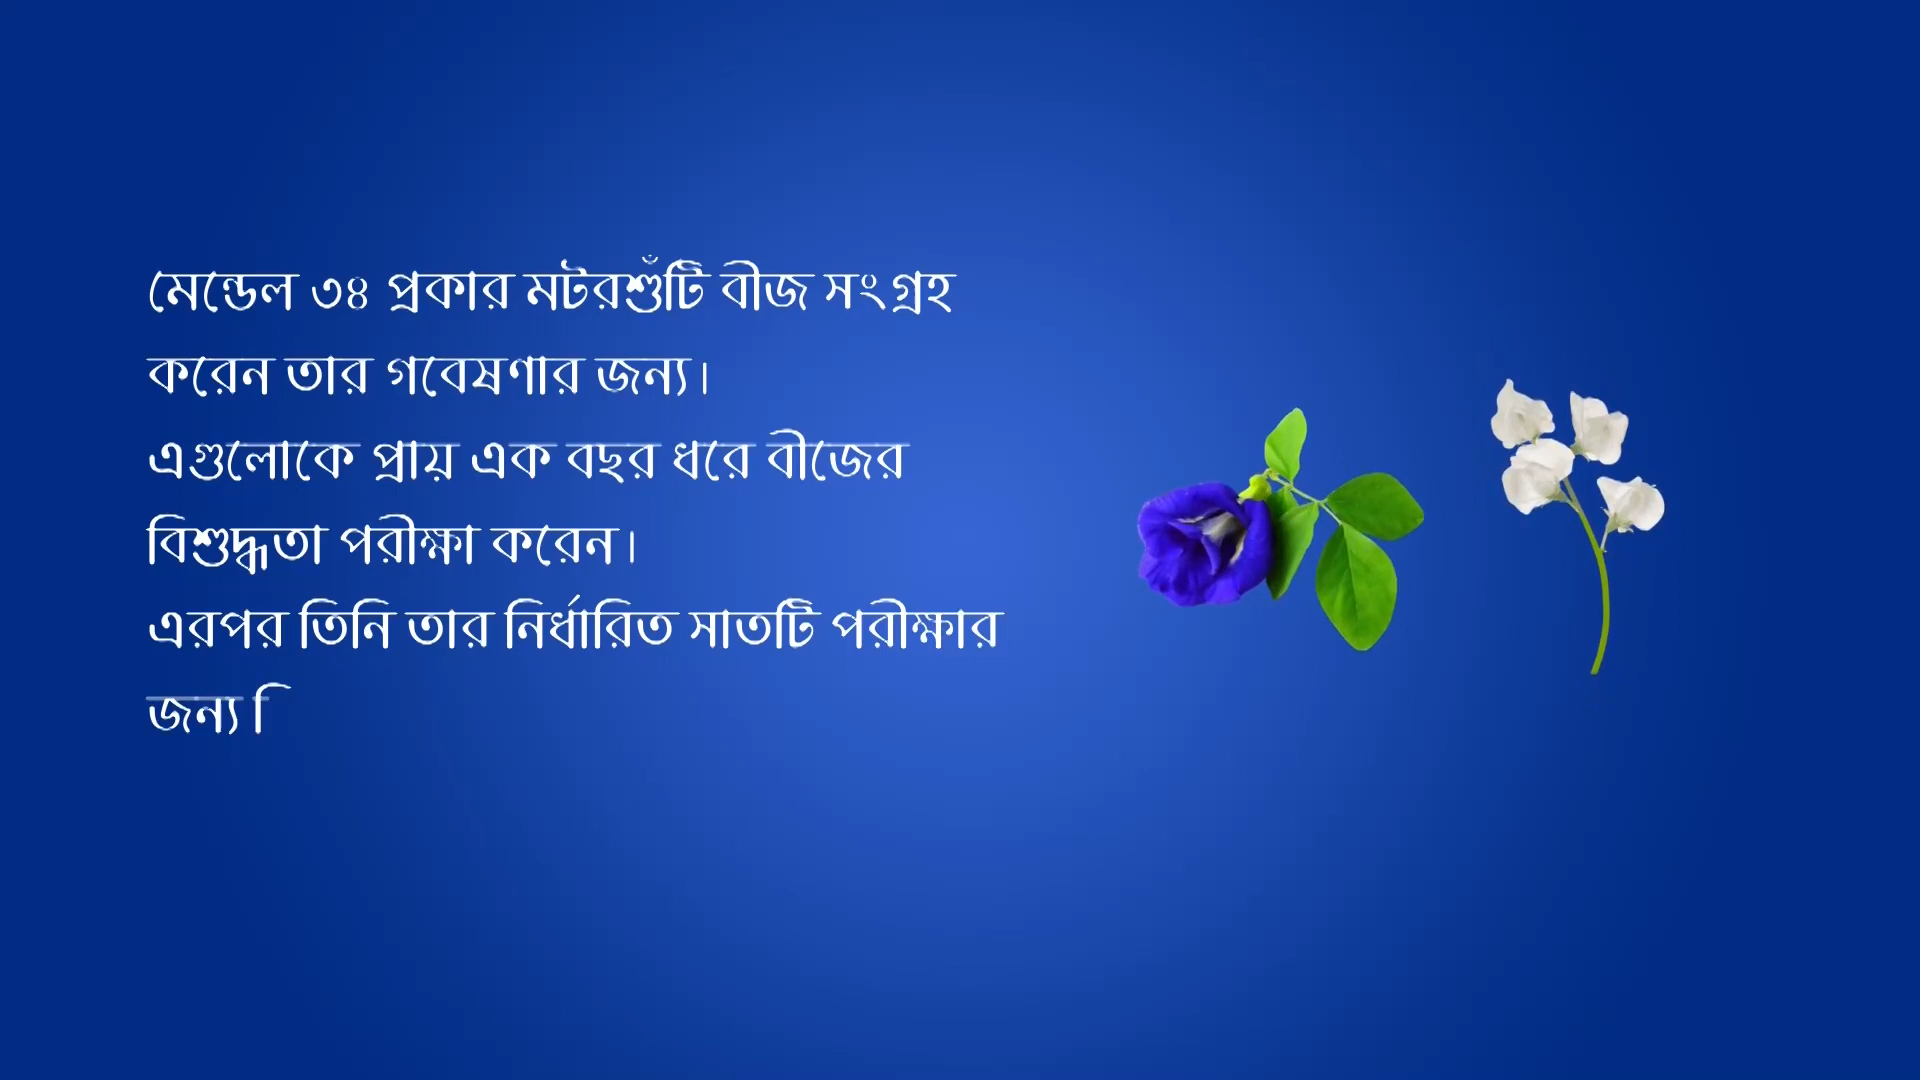 মেন্ডেল ৩৪ প্রকার মটরশুঁটি বীজ সংগ্রহ
করেন তার গবেষণার জন্য।
এগুলোকে প্রায় এক বছর ধরে বীজের
বিশুদ্ধতা পরীক্ষা করেন।
এরপর তিনি তার নির্ধারিত সাতটি পরীক্ষার
জন্য